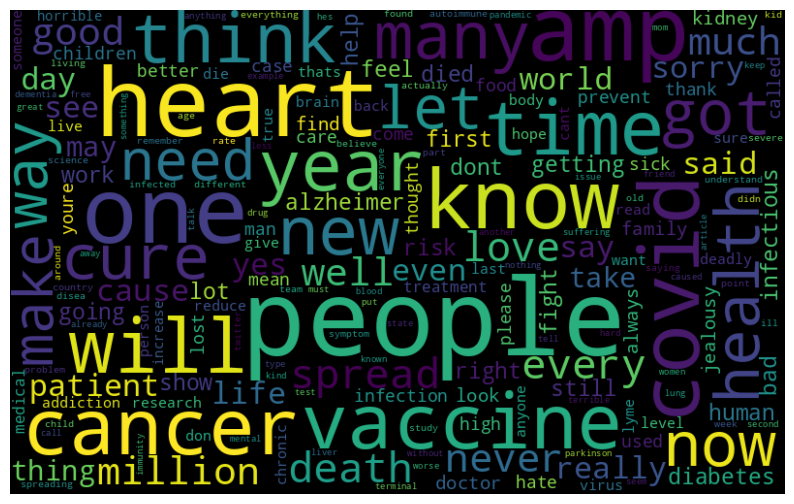 someone
horrible
anything
everything
hes
found
autoimmune
pandemic
kidney
kid
good
think
many
amp
much
children
help
mom
keep
living
better
die
thats
case
feel
died
actually
food
world
sorry
called
dementia
free
day
great
something
age
true
brain
back
body
prevent
thank
example
see
live
heart
remember
rate
find
let
time
got
may
science
care
come
first
hope
cant
sure
severe
less
believe
part
way
work
need
year
dont
getting
sick
said
infected
different
everyone
issue
understand
youre
talk
drug
alzheimer
thought
know
friend
didn
one
man
give
old
read
family
suffering
another
article
infectious
around
away
new
risk
love
say
covid
saying
deadly
cure
yes
well
even
last
want
health
make
country
team
must
mean
blood
treatment
nothing
take
caused
point
cause
lot
disea
reduce
put
please
fight
always
jealousy
ill
going
already
person
increase
lost
people
will
symptom
state
tell
hard
women
problem
type
known
bad
patient
show
kind
spread
right
every
still
lung
medical
addiction
research
life
test
infection
look
anyone
lyme
level
human
week
second
cancer
child
call
don
mental
chronic
study
high
vaccine
used
now
terrible
thing
million
immunity
death
liver
without
never
parkinson
really
diabetes
spreading
worse
terminal
doctor
hate
virus
seem